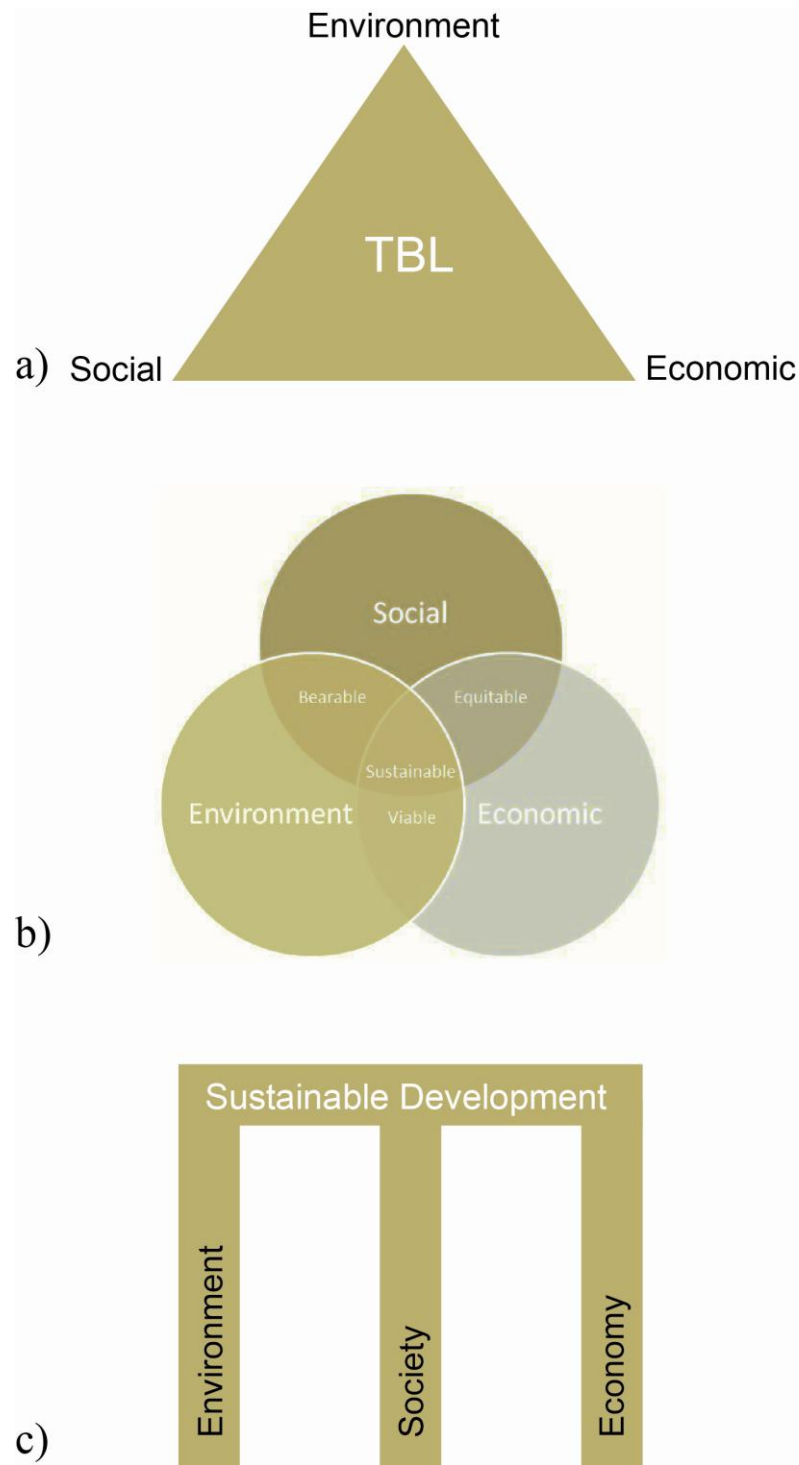 Environment
TBL
a) Social Economic
Social
Bearable Equitable
Sustainable
Environment Viable Economic
b)
Sustainable Development
Environment
Society
Economy
c)